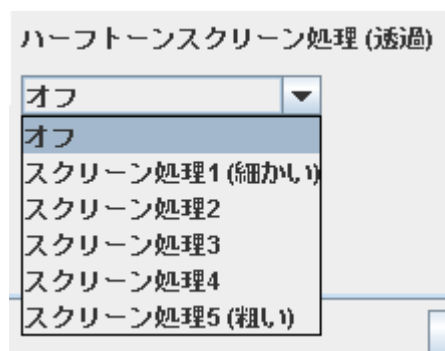 ハーフトーンスクリーン処理 (透過)
オフ
オフ
スクリーン処理1 (細かい)
スクリーン処理2
スクリーン処理3
スクリーン処理4
スクリーン処理5 (粗い)